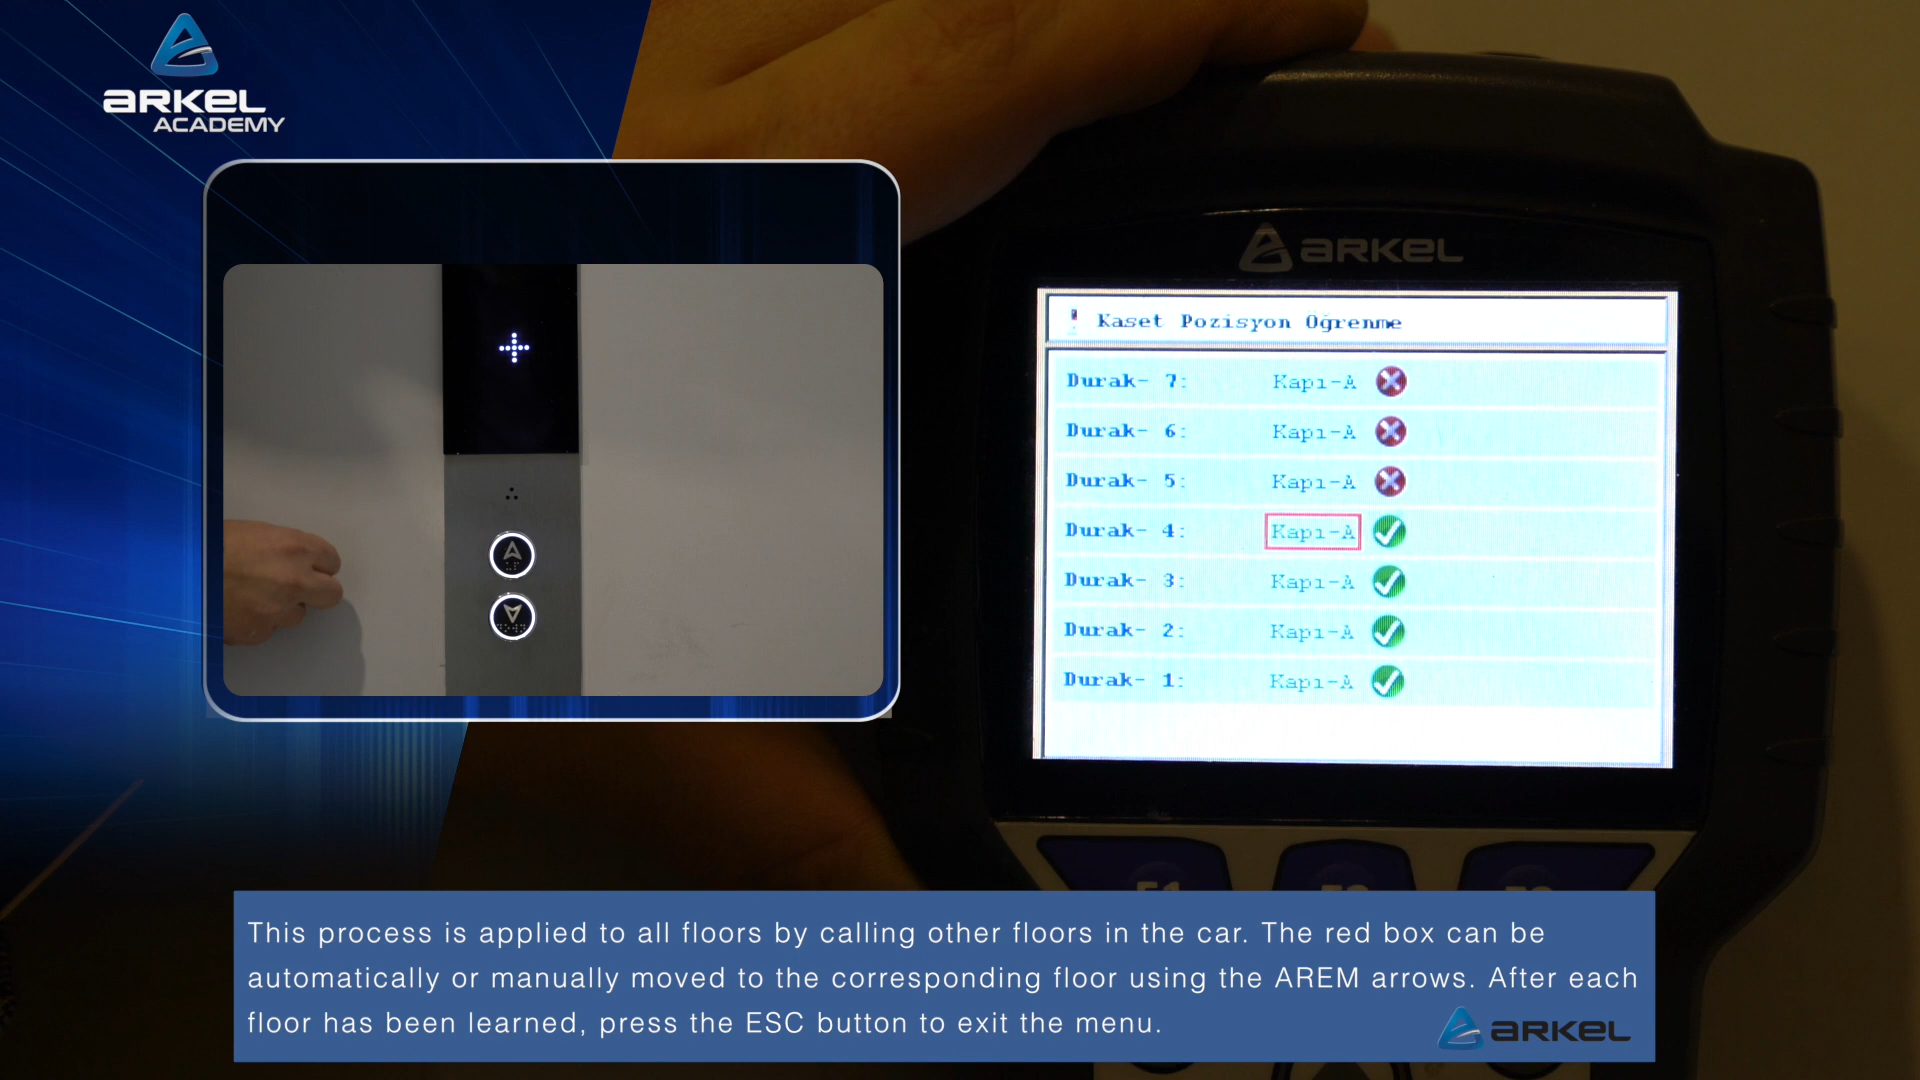 ARKEL
ACADEMY
ARKEL
Kaset Pozisyon Öğrenme
Durak- 7: Kapı-A
Durak- 6: Kapı-A
Durak- 5: Kapı-A
Durak- 4: Kapı-A
Durak- 3: Kapı-A
Durak- 2: Kapı-A
Durak- 1: Kapı-A
This process is applied to all floors by calling other floors in the car. The red box can be
automatically or manually moved to the corresponding floor using the AREM arrows. After each
floor has been learned, press the ESC button to exit the menu.
ARKEL